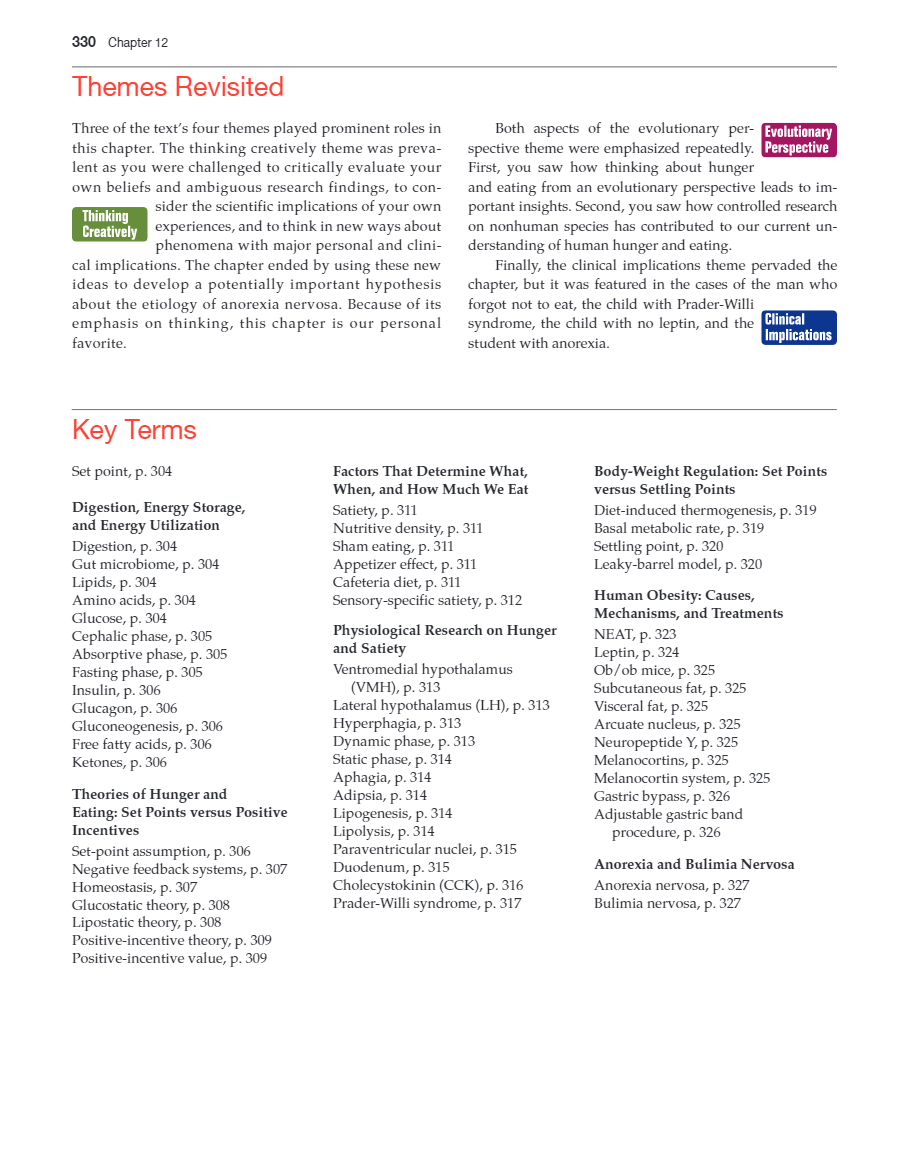 330 Chapter 12
Themes Revisited
Three of the text's four themes played prominent roles in
this chapter. The thinking creatively theme was preva-
lent as you were challenged to critically evaluate your
own beliefs and ambiguous research findings, to con-
sider the scientific implications of your own
Thinking
Creatively
experiences, and to think in new ways about
phenomena with major personal and clini-
cal implications. The chapter ended by using these new
ideas to develop a potentially important hypothesis
about the etiology of anorexia nervosa. Because of its
emphasis on thinking, this chapter is our personal
favorite.
Both aspects of the evolutionary per-
Evolutionary
Perspective
spective theme were emphasized repeatedly.
First, you saw how thinking about hunger
and eating from an evolutionary perspective leads to im-
portant insights. Second, you saw how controlled research
on nonhuman species has contributed to our current un-
derstanding of human hunger and eating.
Finally, the clinical implications theme pervaded the
chapter, but it was featured in the cases of the man who
forgot not to eat, the child with Prader-Willi
syndrome, the child with no leptin, and the
Clinical
Implications
student with anorexia.
Key Terms
Set point, p. 304
Digestion, Energy Storage,
and Energy Utilization
Digestion, p. 304
Gut microbiome, p. 304
Lipids, p. 304
Amino acids, p. 304
Glucose, p. 304
Cephalic phase, p. 305
Absorptive phase, p. 305
Fasting phase, p. 305
Insulin, p. 306
Glucagon, p. 306
Gluconeogenesis, p. 306
Free fatty acids, p. 306
Ketones, p. 306
Theories of Hunger and
Eating: Set Points versus Positive
Incentives
Set-point assumption, p. 306
Negative feedback systems, p. 307
Homeostasis, p. 307
Glucostatic theory, p. 308
Lipostatic theory, p. 308
Positive-incentive theory, p. 309
Positive-incentive value, p. 309
Factors That Determine What,
When, and How Much We Eat
Satiety, p. 311
Nutritive density, p. 311
Sham eating, p. 311
Appetizer effect, p. 311
Cafeteria diet, p. 311
Sensory-specific satiety, p. 312
Physiological Research on Hunger
and Satiety
Ventromedial hypothalamus
(VMH), p. 313
Lateral hypothalamus (LH), p. 313
Hyperphagia, p. 313
Dynamic phase, p. 313
Static phase, p. 314
Aphagia, p. 314
Adipsia, p. 314
Lipogenesis, p. 314
Lipolysis, p. 314
Paraventricular nuclei, p. 315
Duodenum, p. 315
Cholecystokinin (CCK), p. 316
Prader-Willi syndrome, p. 317
Body-Weight Regulation: Set Points
versus Settling Points
Diet-induced thermogenesis, p. 319
Basal metabolic rate, p. 319
Settling point, p. 320
Leaky-barrel model, p. 320
Human Obesity: Causes,
Mechanisms, and Treatments
NEAT, p. 323
Leptin, p. 324
Ob/ob mice, p. 325
Subcutaneous fat, p. 325
Visceral fat, p. 325
Arcuate nucleus, p. 325
Neuropeptide Y, p. 325
Melanocortins, p. 325
Melanocortin system, p. 325
Gastric bypass, p. 326
Adjustable gastric band
procedure, p. 326
Anorexia and Bulimia Nervosa
Anorexia nervosa, p. 327
Bulimia nervosa, p. 327